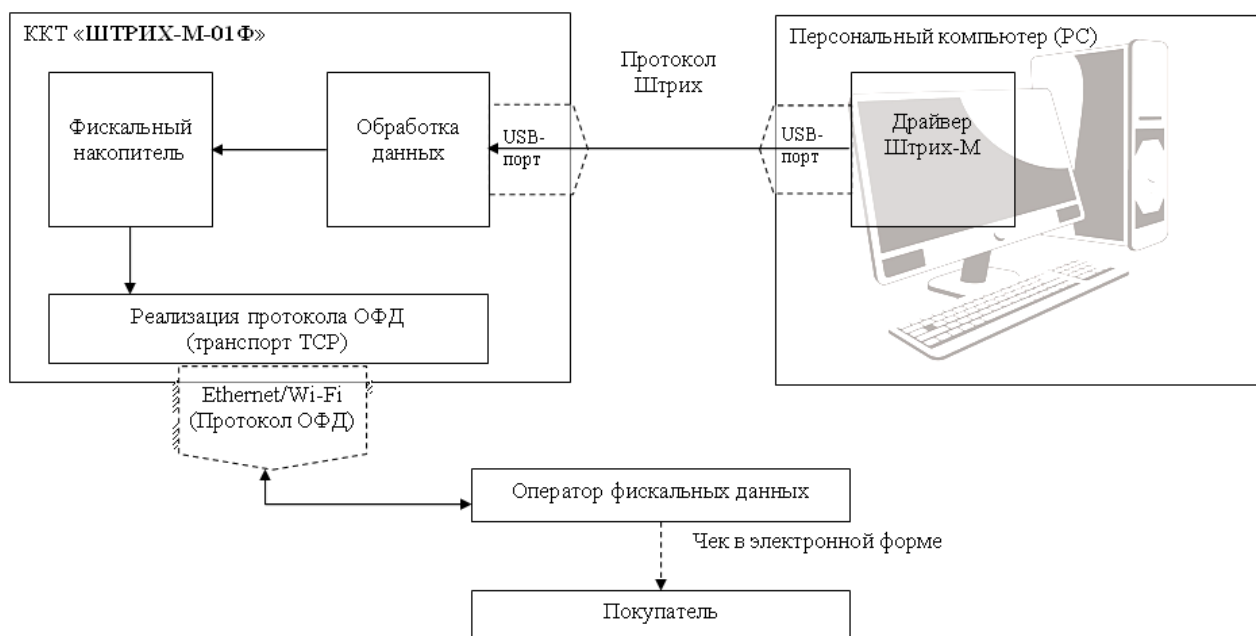 ККТ «ШТРИХ-М-01Ф»
Персональный компьютер (PC)
Протокол
Штрих
Фискальный
накопитель
Обработка
данных
USB-
порт
USB-
порт
Драйвер
Штрих-М
Реализация протокола ОФД
(транспорт TCP)
Ethernet/Wi-Fi
(Протокол ОФД)
Оператор фискальных данных
Чек в электронной форме
Покупатель